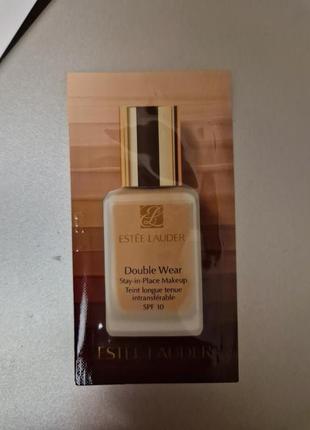 ESTĒE LAUDER
Double Wear
Stay-in-Place Makeup
Teint longue tenue
intransférable
SPF 10
ESTĒE LAUDER